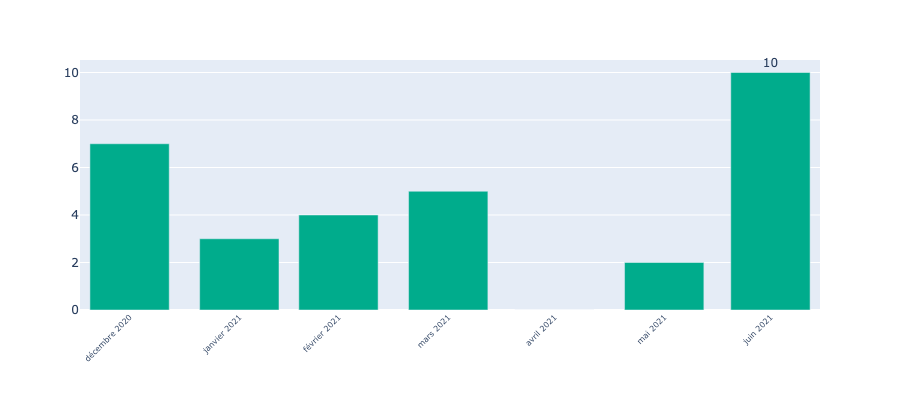 10
10
8
6
4
2
0
décembre 2020
janvier 2021
février 2021
mars 2021
avril 2021
mai 2021
juin 2021